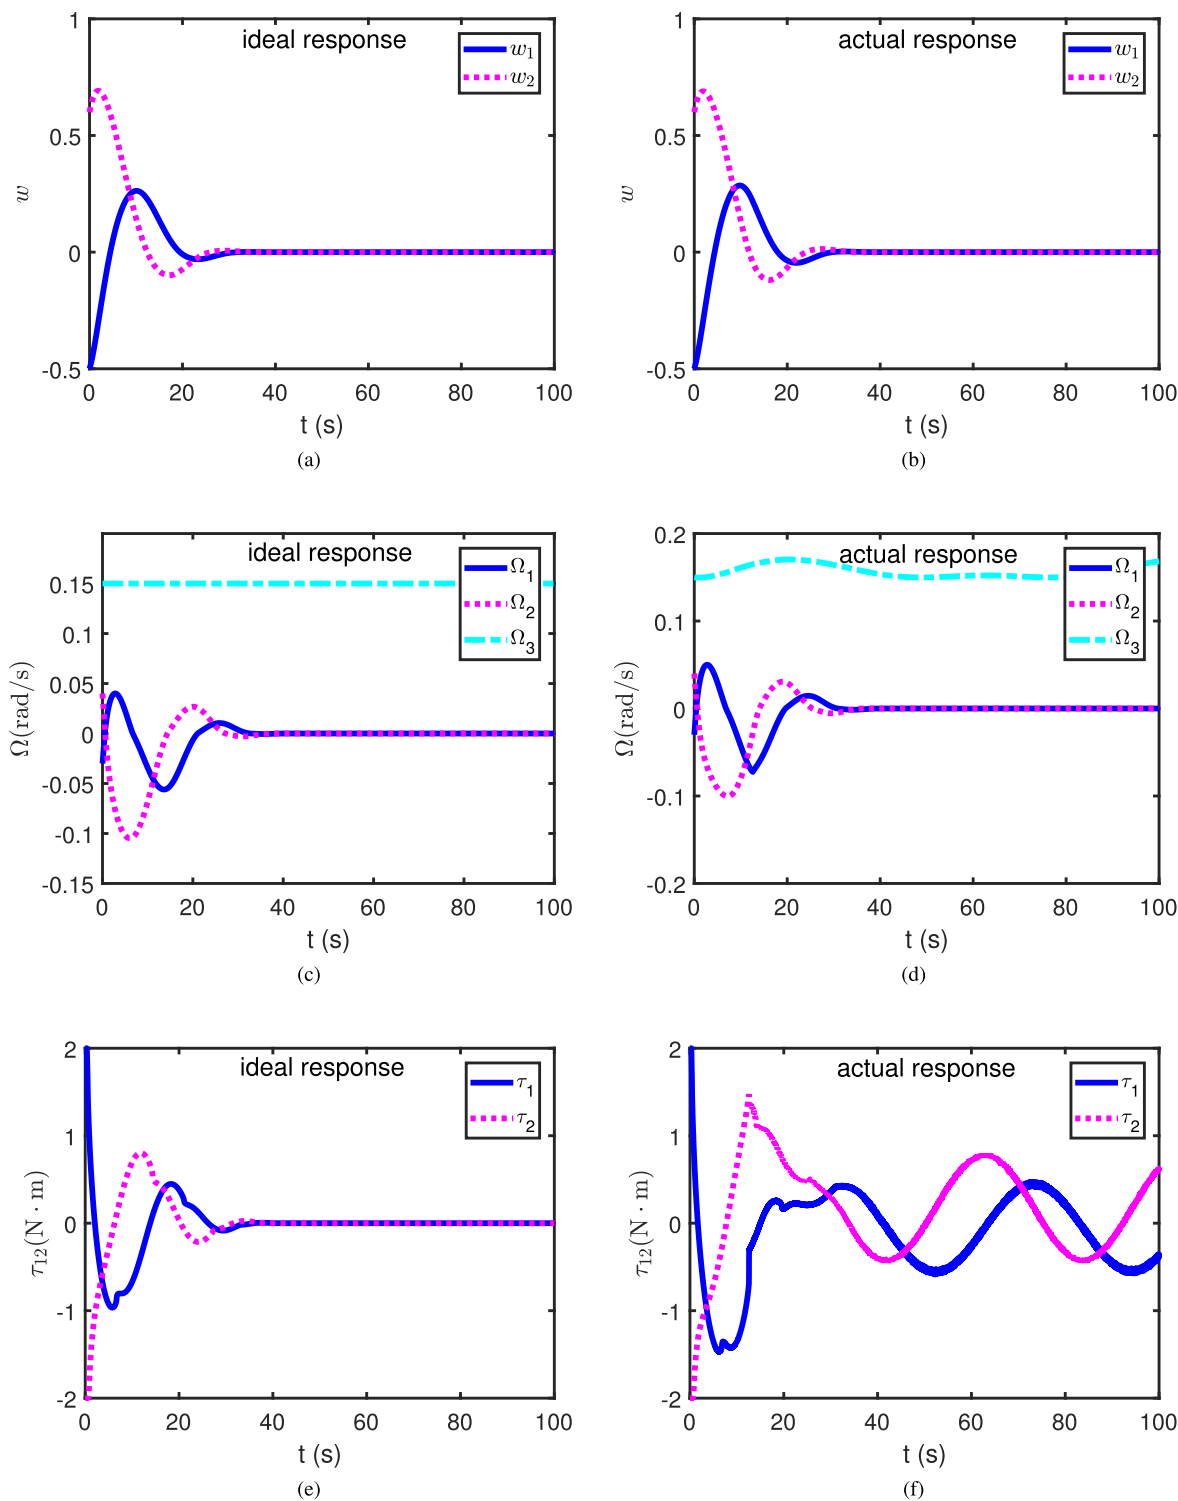 ideal response
1
0.5
0
-0.5
w
w1
w2
0 20 40 60 80 100
t (s)
(a)
actual response
1
0.5
0
-0.5
w
w1
w2
0 20 40 60 80 100
t (s)
(b)
ideal response
0.15
0.1
0.05
0
-0.05
-0.1
-0.15
Ω(rad/s)
Ω1
Ω2
Ω3
0 20 40 60 80 100
t (s)
(c)
actual response
0.2
0.1
0
-0.1
-0.2
Ω(rad/s)
Ω1
Ω2
Ω3
0 20 40 60 80 100
t (s)
(d)
ideal response
2
1
0
-1
-2
τ12(N · m)
τ1
τ2
0 20 40 60 80 100
t (s)
(e)
actual response
2
1
0
-1
-2
τ12(N · m)
τ1
τ2
0 20 40 60 80 100
t (s)
(f)